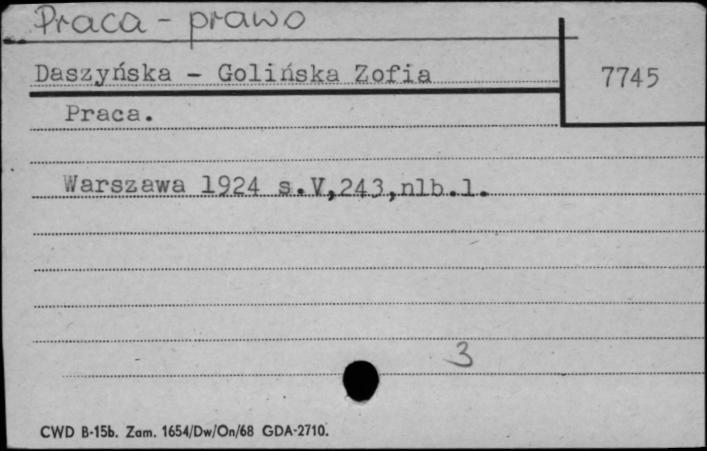 Praca - prawo
Daszyńska - Golińska Zofia
7745
Praca.
Warszawa 1924 s.V,243,nlb.1.
3
CWD B-15b. Zam. 1654/Dw/On/68 GDA-2710.